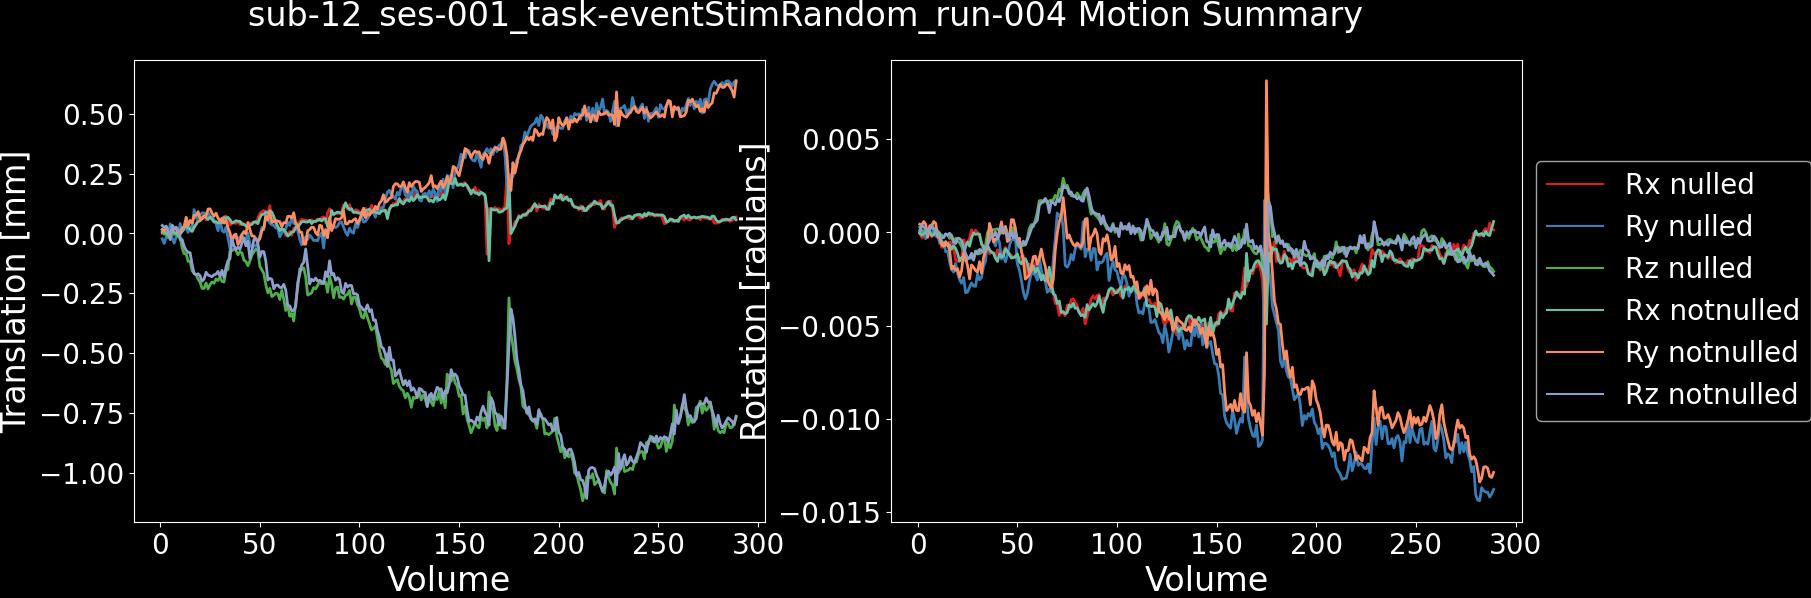 sub-12_ses-001_task-eventStimRandom_run-004 Motion Summary
Translation [mm]
0.50
0.25
0.00
−0.25
−0.50
−0.75
−1.00
0 50 100 150 200 250 300
Volume
Rotation [radians]
0.005
0.000
−0.005
−0.010
−0.015
0 50 100 150 200 250 300
Volume
Rx nulled
Ry nulled
Rz nulled
Rx notnulled
Ry notnulled
Rz notnulled